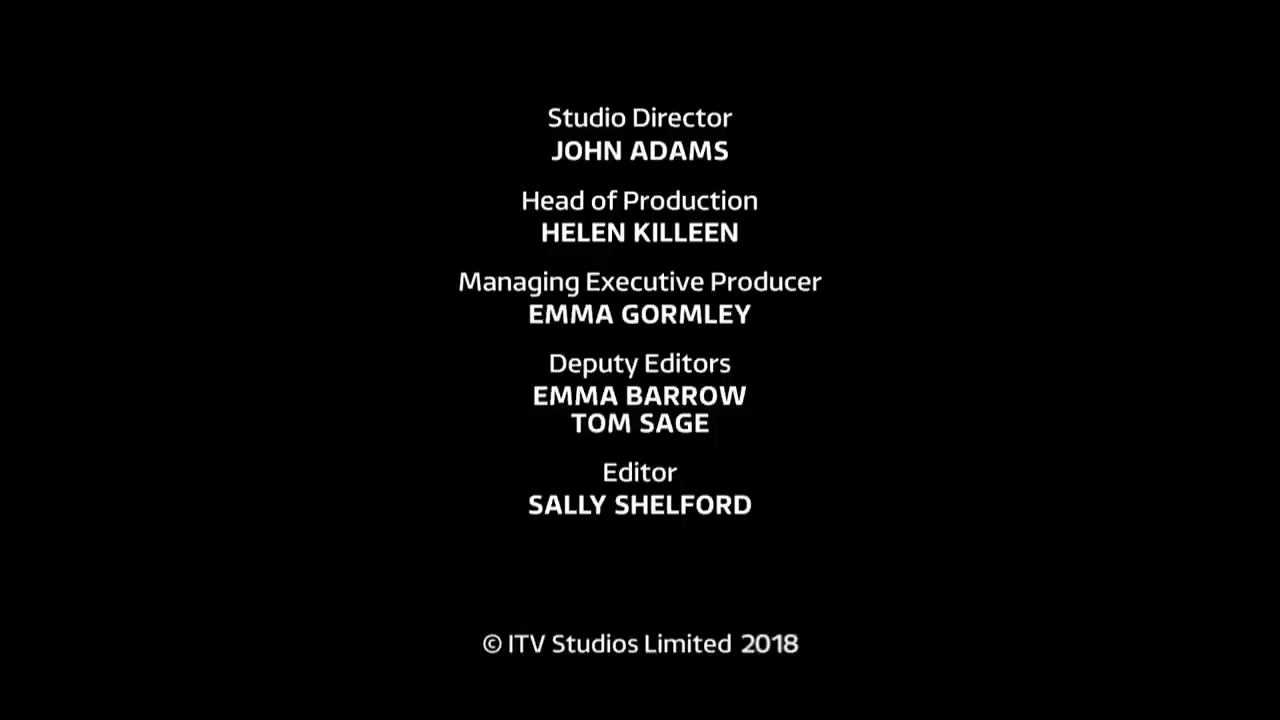 Studio Director
JOHN ADAMS
Head of Production
HELEN KILLEEN
Managing Executive Producer
EMMA GORMLEY
Deputy Editors
EMMA BARROW
TOM SAGE
Editor
SALLY SHELFORD
© ITV Studios Limited 2018